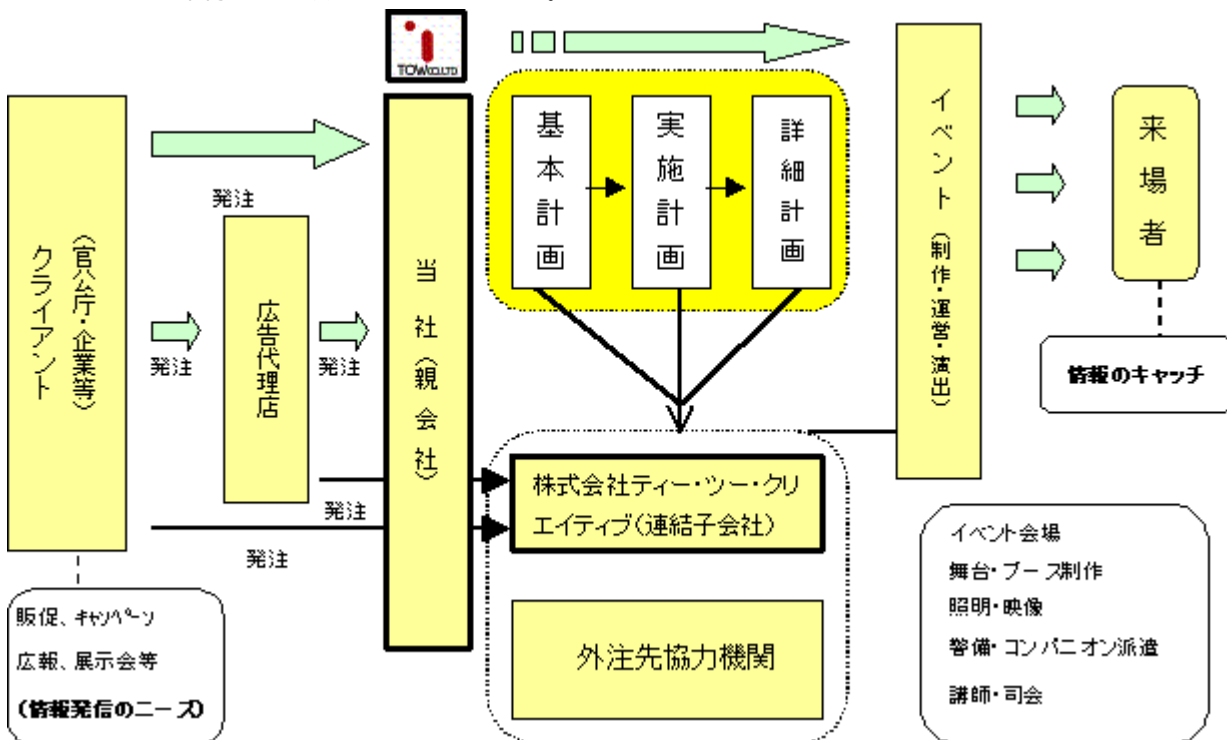 TOW CO.LTD
クライアント
(官公庁・企業等)
発注
発注
広告代理店
発注
発注
発注
当社(親会社)
基本計画
実施計画
詳細計画
株式会社ティー・ツー・クリ
エイティブ(連結子会社)
外注先協力機関
イベント(制作・運営・演出)
来場者
情報のキャッチ
販促、キャンペーン
広報、展示会等
(情報発信のニーズ)
イベント会場
舞台・ブース制作
照明・映像
警備・コンパニオン派遣
講師・司会